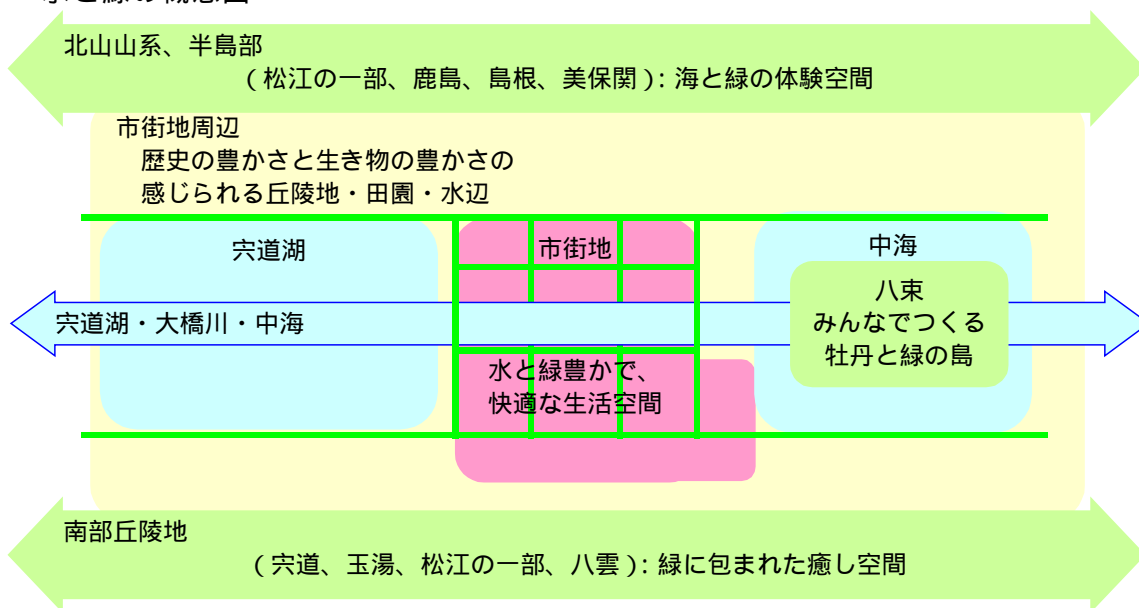 北山山系、半島部
(松江の一部、鹿島、島根、美保関): 海と緑の体験空間
市街地周辺
歴史の豊かさと生き物の豊かさの
感じられる丘陵地・田園・水辺
宍道湖
市街地
中海
八束
みんなでつくる
牡丹と緑の島
宍道湖・大橋川・中海
水と緑豊かで、
快適な生活空間
南部丘陵地
(宍道、玉湯、松江の一部、八雲): 緑に包まれた癒し空間